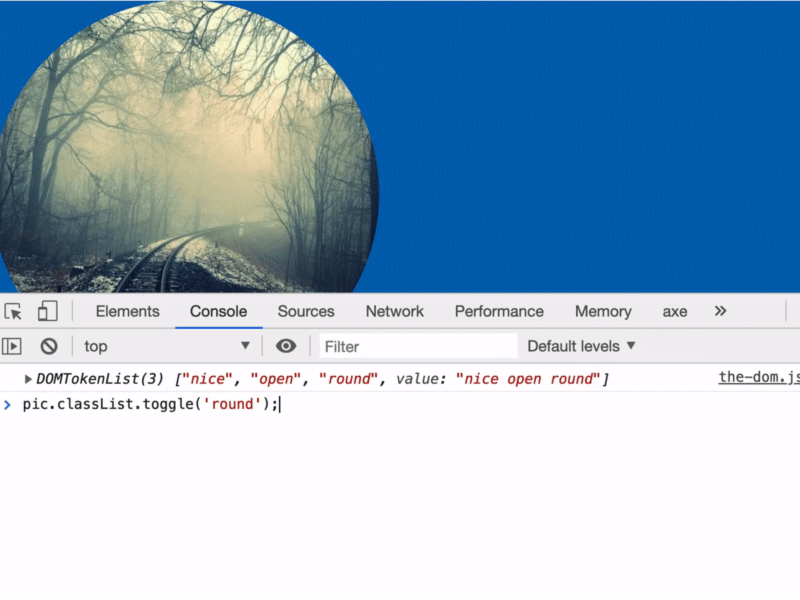 Elements Console Sources Network Performance Memory axe »
top ▼ Filter Default levels ▼
▶DOMTokenList(3) ["nice", "open", "round", value: "nice open round"] the-dom.js
> pic.classList.toggle('round');